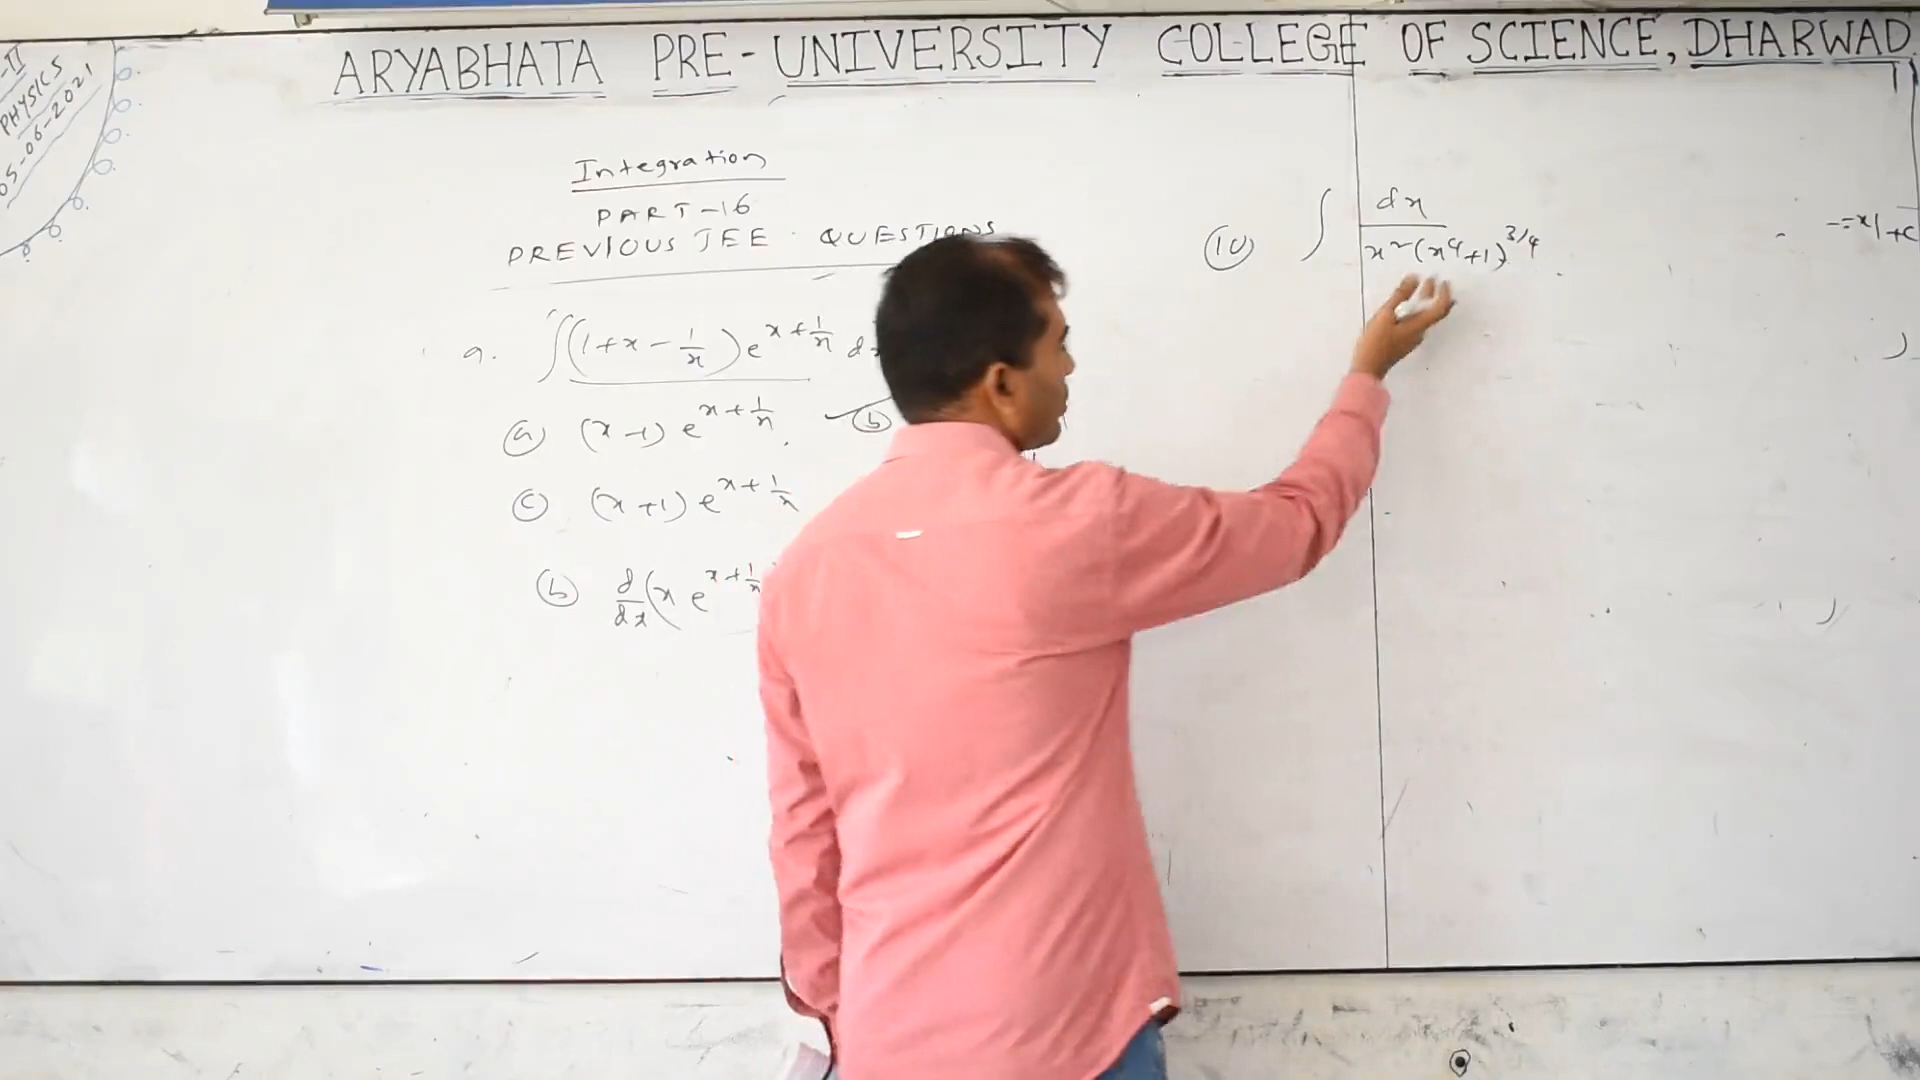 ARYABHATA PRE-UNIVERSITY COLLEGE OF SCIENCE, DHARWAD
-II
PHYSICS
05-06-2021
Integration
PART-16
PREVIOUS JEE QUESTIONS
9. ∫(1+x-1/x)e^(x+1/x) d
(a) (x-1) e^(x+1/x) (b)
(c) (x+1) e^(x+1/x)
(b) d/dx(x e^(x+1/x)
(10) ∫ dx/(x²(x⁴+1)^(3/4))